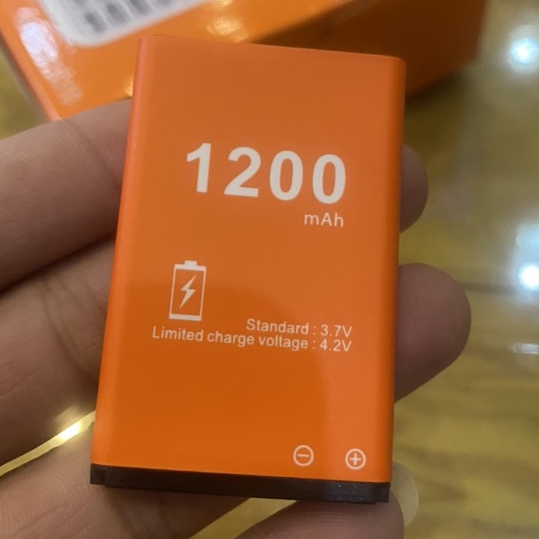 1200
mAh
Standard : 3.7V
Limited charge voltage : 4.2V